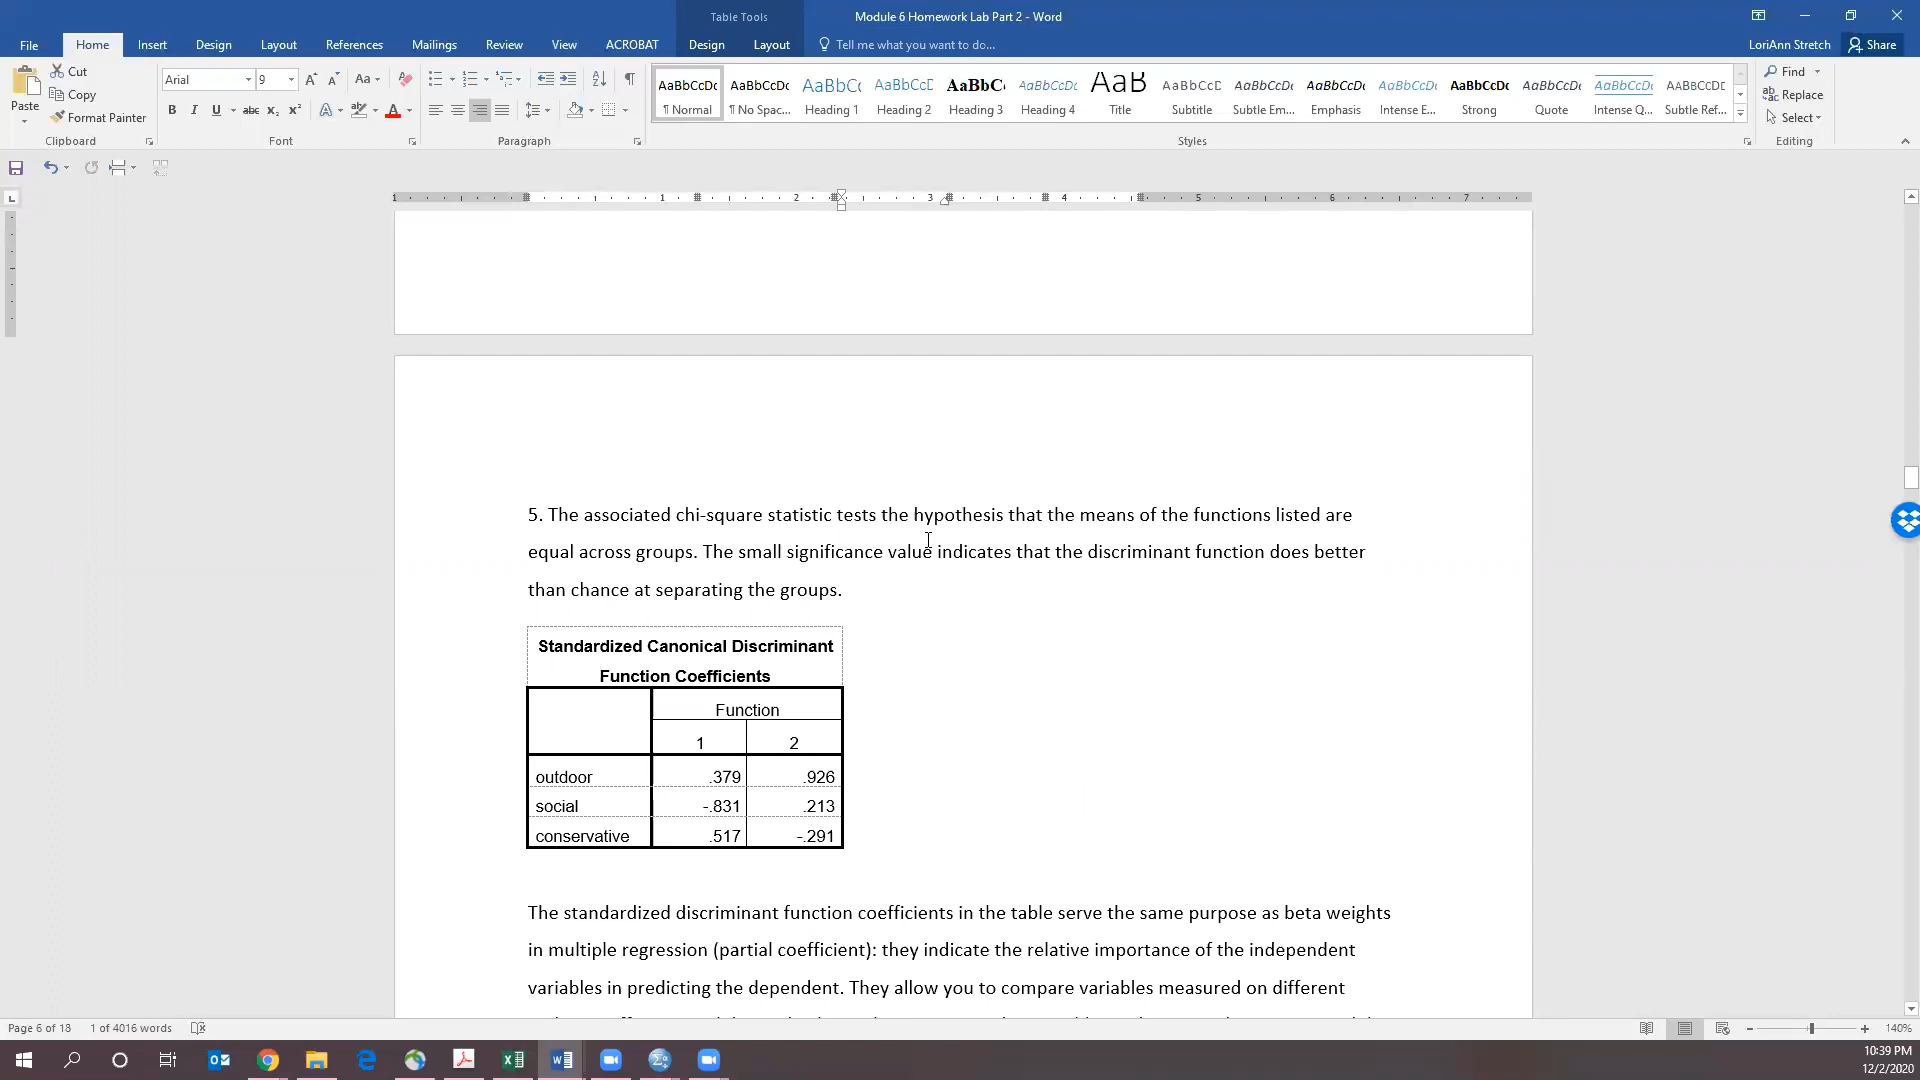 Table Tools
Module 6 Homework Lab Part 2 - Word
File Home Insert Design Layout References Mailings Review View ACROBAT Design Layout Tell me what you want to do... LoriAnn Stretch Share
Paste Cut Copy Format Painter
Clipboard
Arial 9
Font
Paragraph
AaBbCcDc AaBbCcDc AaBbCc AaBbCcD AaBbC AaBbCcDc AaB AaBbCcD AaBbCcDc AaBbCcDc AaBbCcDc AaBbCcDc AaBbCcDc AaBbCcDc AABBCCDC
¶ Normal ¶ No Spac... Heading 1 Heading 2 Heading 3 Heading 4 Title Subtitle Subtle Em... Emphasis Intense E... Strong Quote Intense Q... Subtle Ref...
Styles
Find
Replace
Select
Editing
1 1 2 3 4 5 6 7
5. The associated chi-square statistic tests the hypothesis that the means of the functions listed are
equal across groups. The small significance value indicates that the discriminant function does better
than chance at separating the groups.
Standardized Canonical Discriminant
Function Coefficients
Function
1 2
outdoor .379 .926
social -.831 .213
conservative .517 -.291
The standardized discriminant function coefficients in the table serve the same purpose as beta weights
in multiple regression (partial coefficient): they indicate the relative importance of the independent
variables in predicting the dependent. They allow you to compare variables measured on different
Page 6 of 18 1 of 4016 words 140%
10:39 PM
12/2/2020